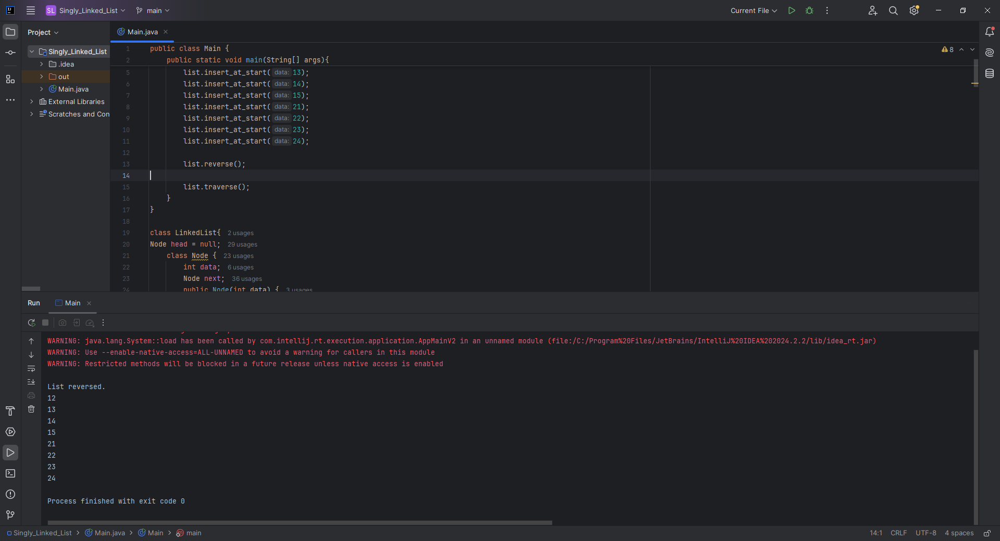 SL Singly_Linked_List main Current File
Project
Main.java
Singly_Linked_List
.idea
out
Main.java
External Libraries
Scratches and Con
8
1 public class Main {
2 public static void main(String[] args){
5 list.insert_at_start( data: 13);
6 list.insert_at_start( data: 14);
7 list.insert_at_start( data: 15);
8 list.insert_at_start( data: 21);
9 list.insert_at_start( data: 22);
10 list.insert_at_start( data: 23);
11 list.insert_at_start( data: 24);
12
13 list.reverse();
14
15 list.traverse();
16 }
17 }
18
19 class LinkedList{ 2 usages
20 Node head = null; 29 usages
21 class Node { 23 usages
22 int data; 6 usages
23 Node next; 36 usages
24 public Node(int data) { 3 usages
Run Main
WARNING: java.lang.System::load has been called by com.intellij.rt.execution.application.AppMainV2 in an unnamed module (file:/C:/Program%20Files/JetBrains/IntelliJ%20IDEA%202024.2.2/lib/idea_rt.jar)
WARNING: Use --enable-native-access=ALL-UNNAMED to avoid a warning for callers in this module
WARNING: Restricted methods will be blocked in a future release unless native access is enabled
List reversed.
12
13
14
15
21
22
23
24
Process finished with exit code 0
Singly_Linked_List > Main.java > Main > main 14:1 CRLF UTF-8 4 spaces